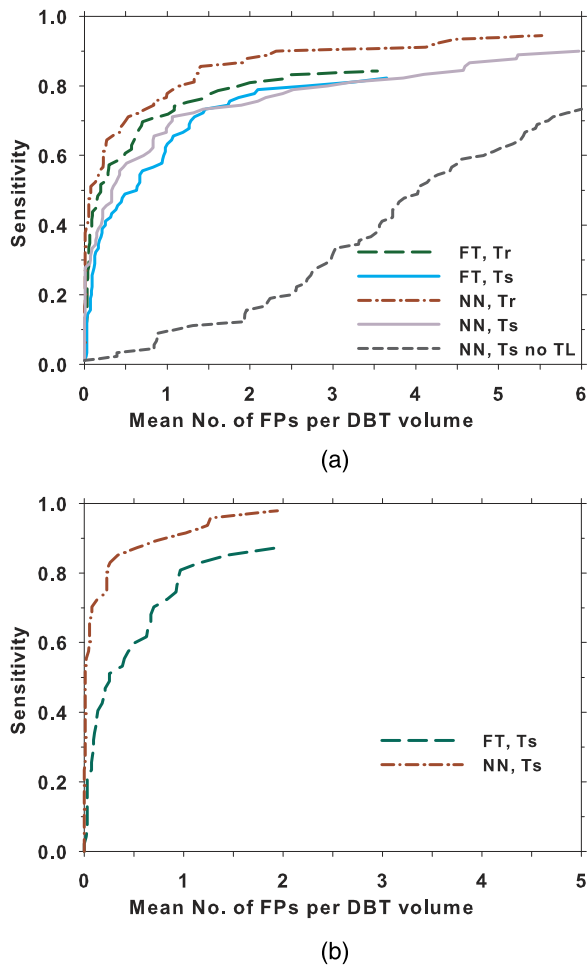 1.0
0.8
0.6
0.4
0.2
0.0
Sensitivity
FT, Tr
FT, Ts
NN, Tr
NN, Ts
NN, Ts no TL
0 1 2 3 4 5 6
Mean No. of FPs per DBT volume
(a)
1.0
0.8
0.6
0.4
0.2
0.0
Sensitivity
FT, Ts
NN, Ts
0 1 2 3 4 5
Mean No. of FPs per DBT volume
(b)